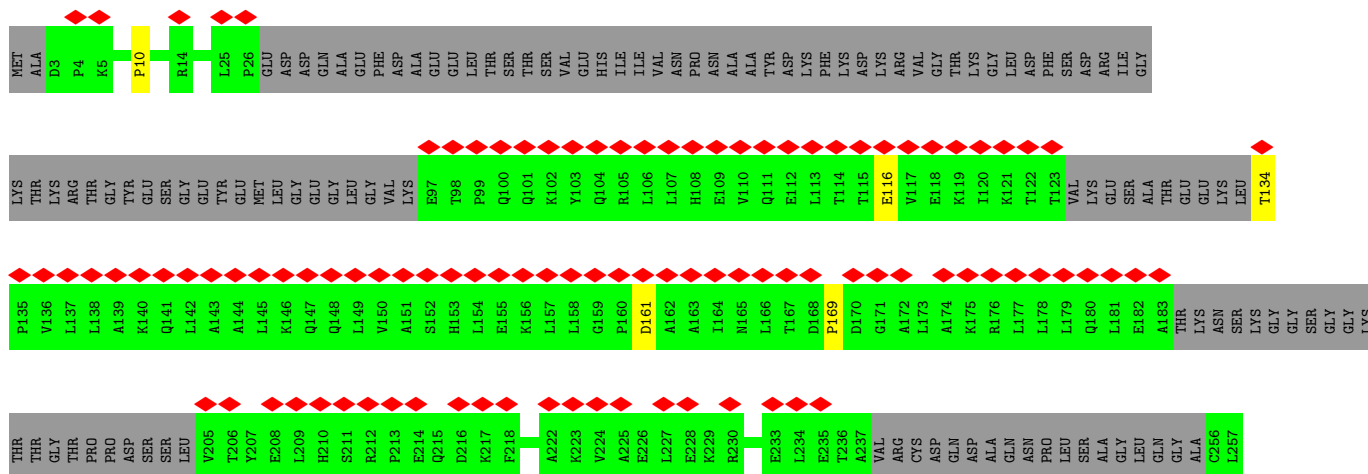 MET ALA D3 P4 K5 P10 R14 L25 P26 GLU ASP ASP GLN ALA GLU PHE ASP ALA GLU GLU LEU THR SER THR SER VAL GLU HIS ILE ILE VAL ASN PRO ASN ALA ALA TYR ASP LYS PHE LYS ASP LYS ARG VAL GLY THR LYS GLY LEU ASP PHE SER ASP ARG ILE GLY
LYS THR LYS ARG THR GLY TYR GLU SER GLY GLU TYR GLU MET LEU GLY GLU GLY LEU GLY VAL LYS E97 T98 P99 Q100 Q101 K102 Y103 Q104 R105 L106 L107 H108 E109 V110 Q111 E112 L113 T114 T115 E116 V117 E118 K119 I120 K121 T122 T123 VAL LYS GLU SER ALA THR GLU GLU LYS LEU T134
P135 V136 L137 L138 A139 K140 Q141 L142 A143 A144 L145 K146 Q147 Q148 L149 V150 A151 S152 H153 L154 E155 K156 L157 L158 G159 P160 D161 A162 A163 I164 N165 L166 T167 D168 P169 D170 G171 A172 L173 A174 K175 R176 L177 L178 L179 Q180 L181 E182 A183 THR LYS ASN SER LYS GLY GLY SER GLY GLY LYS
THR THR GLY THR PRO PRO ASP SER SER LEU V205 T206 Y207 E208 L209 H210 S211 R212 P213 E214 Q215 D216 K217 F218 A222 K223 V224 A225 E226 L227 E228 K229 R230 E233 L234 E235 T236 A237 VAL ARG CYS ASP GLN ASP ALA GLN ASN PRO LEU SER ALA GLY LEU GLN GLY ALA C256 L257